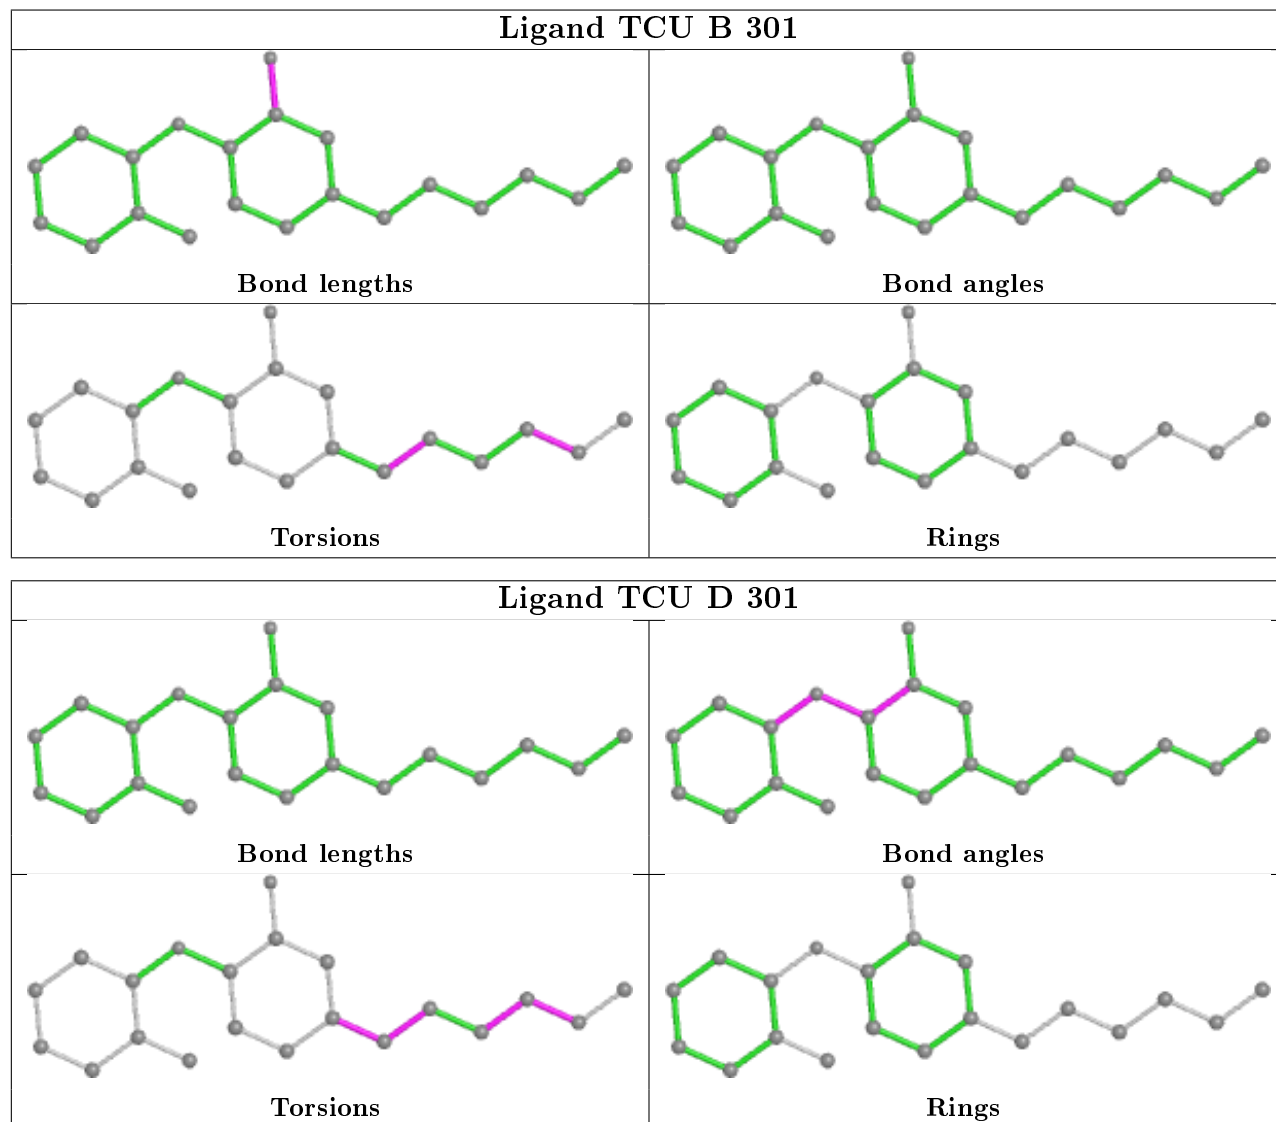 Ligand TCU B 301
Bond lengths
Bond angles
Torsions
Rings
Ligand TCU D 301
Bond lengths
Bond angles
Torsions
Rings